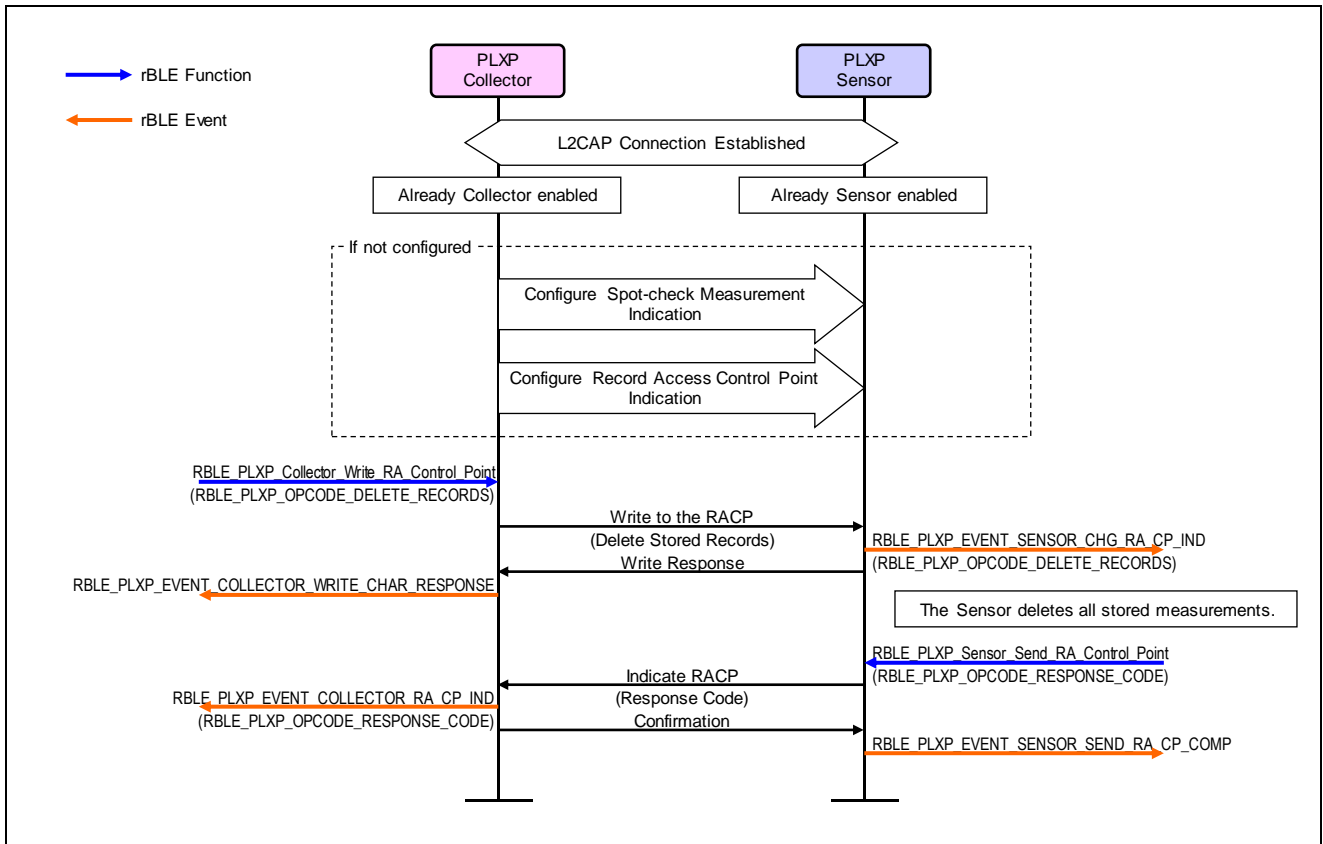 PLXP
Collector
PLXP
Sensor
rBLE Function
rBLE Event
L2CAP Connection Established
Already Collector enabled
Already Sensor enabled
If not configured
Configure Spot-check Measurement
Indication
Configure Record Access Control Point
Indication
RBLE_PLXP_Collector_Write_RA_Control_Point
(RBLE_PLXP_OPCODE_DELETE_RECORDS)
Write to the RACP
(Delete Stored Records)
RBLE_PLXP_EVENT_SENSOR_CHG_RA_CP_IND
(RBLE_PLXP_OPCODE_DELETE_RECORDS)
Write Response
RBLE_PLXP_EVENT_COLLECTOR_WRITE_CHAR_RESPONSE
The Sensor deletes all stored measurements.
RBLE_PLXP_Sensor_Send_RA_Control_Point
(RBLE_PLXP_OPCODE_RESPONSE_CODE)
Indicate RACP
(Response Code)
RBLE_PLXP_EVENT_COLLECTOR_RA_CP_IND
(RBLE_PLXP_OPCODE_RESPONSE_CODE)
Confirmation
RBLE_PLXP_EVENT_SENSOR_SEND_RA_CP_COMP